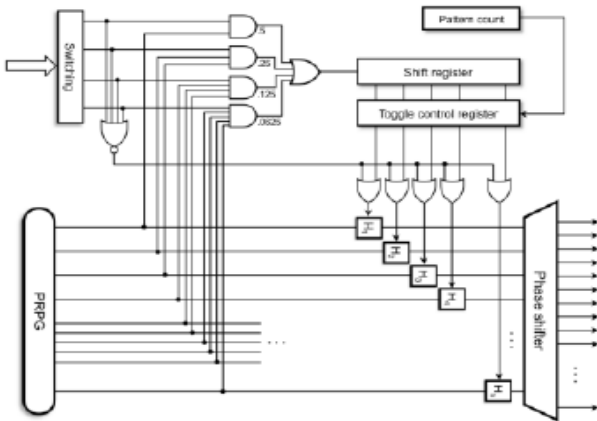 Pattern count
Switching
.5
.25
.125
.0625
Shift register
Toggle control register
PRPG
Phase shifter